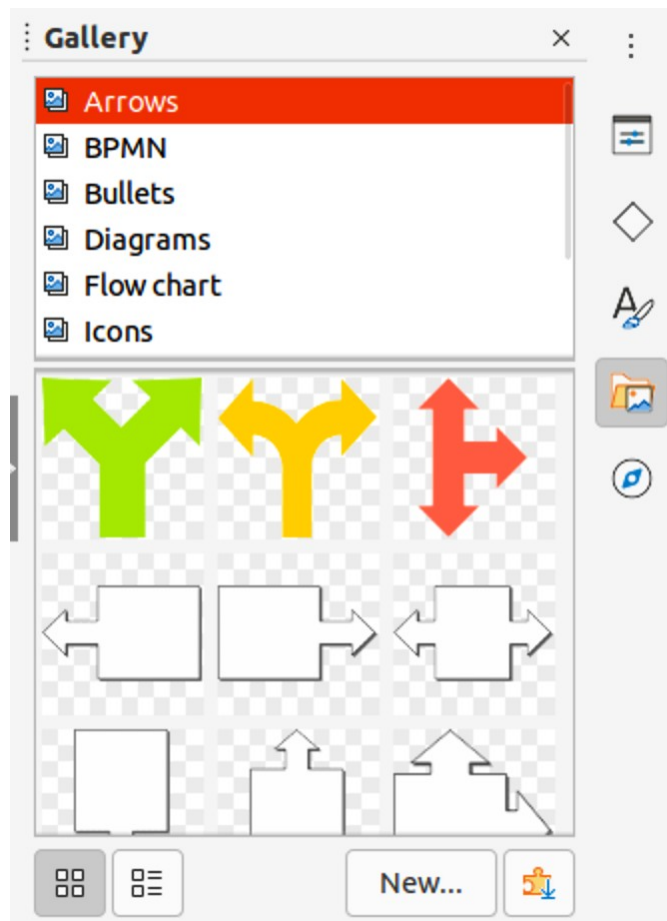 Gallery
Arrows
BPMN
Bullets
Diagrams
Flow chart
Icons
New...